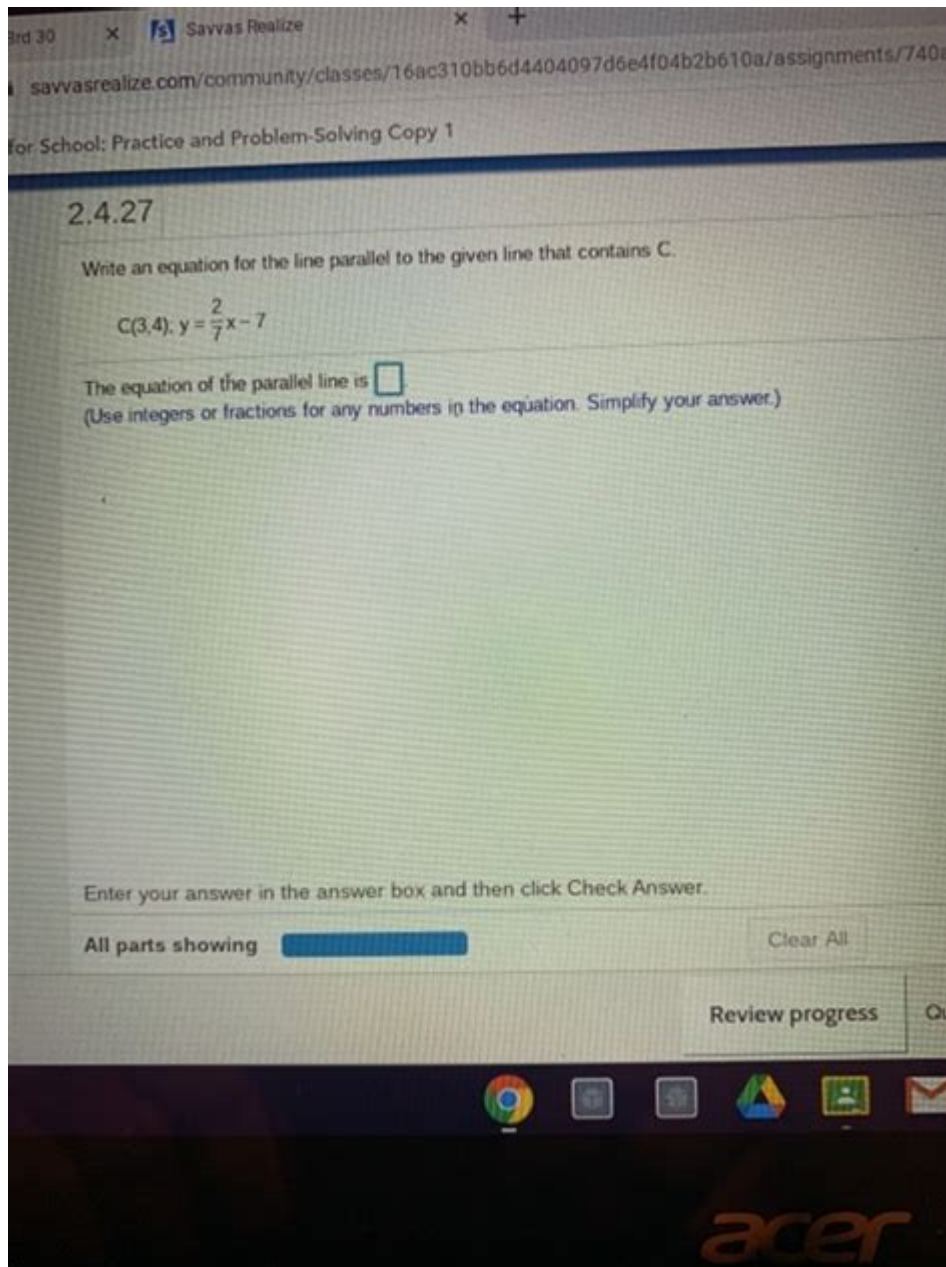 3rd 30 × S Savvas Realize × +
savvasrealize.com/community/classes/16ac310bb6d4404097d6e4f04b2b610a/assignments/740
for School: Practice and Problem-Solving Copy 1
2.4.27
Write an equation for the line parallel to the given line that contains C.
C(3,4); y = 2/7 x - 7
The equation of the parallel line is
(Use integers or fractions for any numbers in the equation. Simplify your answer.)
Enter your answer in the answer box and then click Check Answer.
All parts showing
Clear All
Review progress
acer